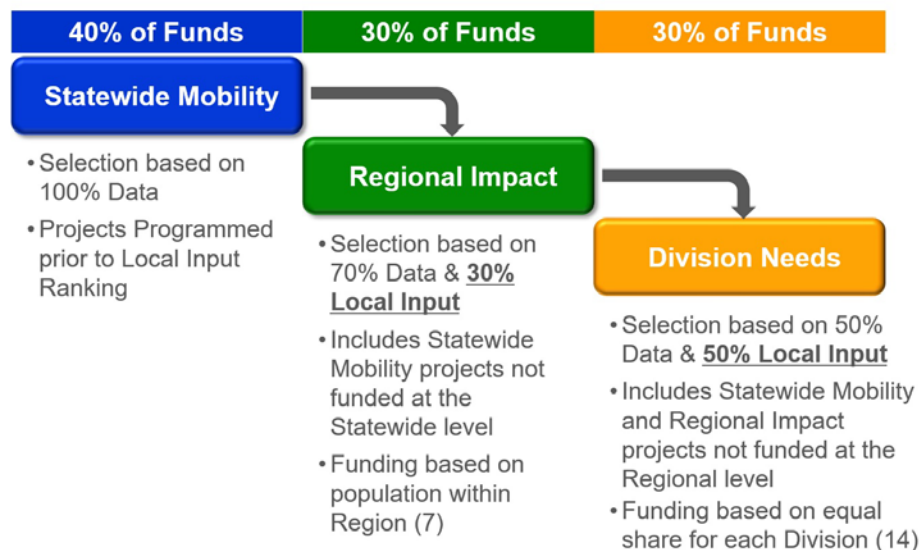 40% of Funds
30% of Funds
30% of Funds
Statewide Mobility
• Selection based on
100% Data
• Projects Programmed
prior to Local Input
Ranking
Regional Impact
• Selection based on
70% Data & 30%
Local Input
• Includes Statewide
Mobility projects not
funded at the
Statewide level
• Funding based on
population within
Region (7)
Division Needs
• Selection based on 50%
Data & 50% Local Input
• Includes Statewide Mobility
and Regional Impact
projects not funded at the
Regional level
• Funding based on equal
share for each Division (14)